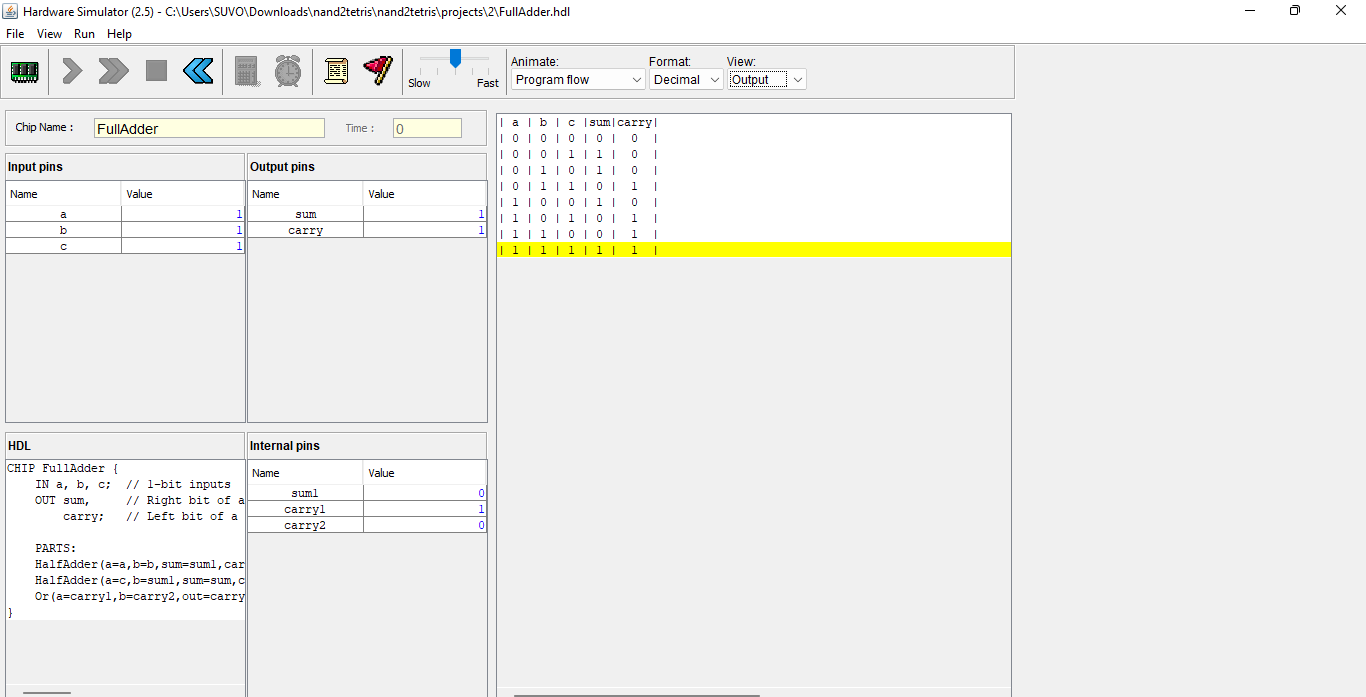 Hardware Simulator (2.5) - C:\Users\SUVO\Downloads\nand2tetris\nand2tetris\projects\2\FullAdder.hdl
File View Run Help
Slow Fast
Animate: Format: View:
Program flow Decimal Output
Chip Name : FullAdder Time : 0
Input pins
Name Value
a 1
b 1
c 1
Output pins
Name Value
sum 1
carry 1
HDL
CHIP FullAdder {
IN a, b, c; // 1-bit inputs
OUT sum, // Right bit of a
carry; // Left bit of a
PARTS:
HalfAdder(a=a,b=b,sum=sum1,car
HalfAdder(a=c,b=sum1,sum=sum,c
Or(a=carry1,b=carry2,out=carry
}
Internal pins
Name Value
sum1 0
carry1 1
carry2 0
| a | b | c |sum|carry|
| 0 | 0 | 0 | 0 | 0 |
| 0 | 0 | 1 | 1 | 0 |
| 0 | 1 | 0 | 1 | 0 |
| 0 | 1 | 1 | 0 | 1 |
| 1 | 0 | 0 | 1 | 0 |
| 1 | 0 | 1 | 0 | 1 |
| 1 | 1 | 0 | 0 | 1 |
| 1 | 1 | 1 | 1 | 1 |